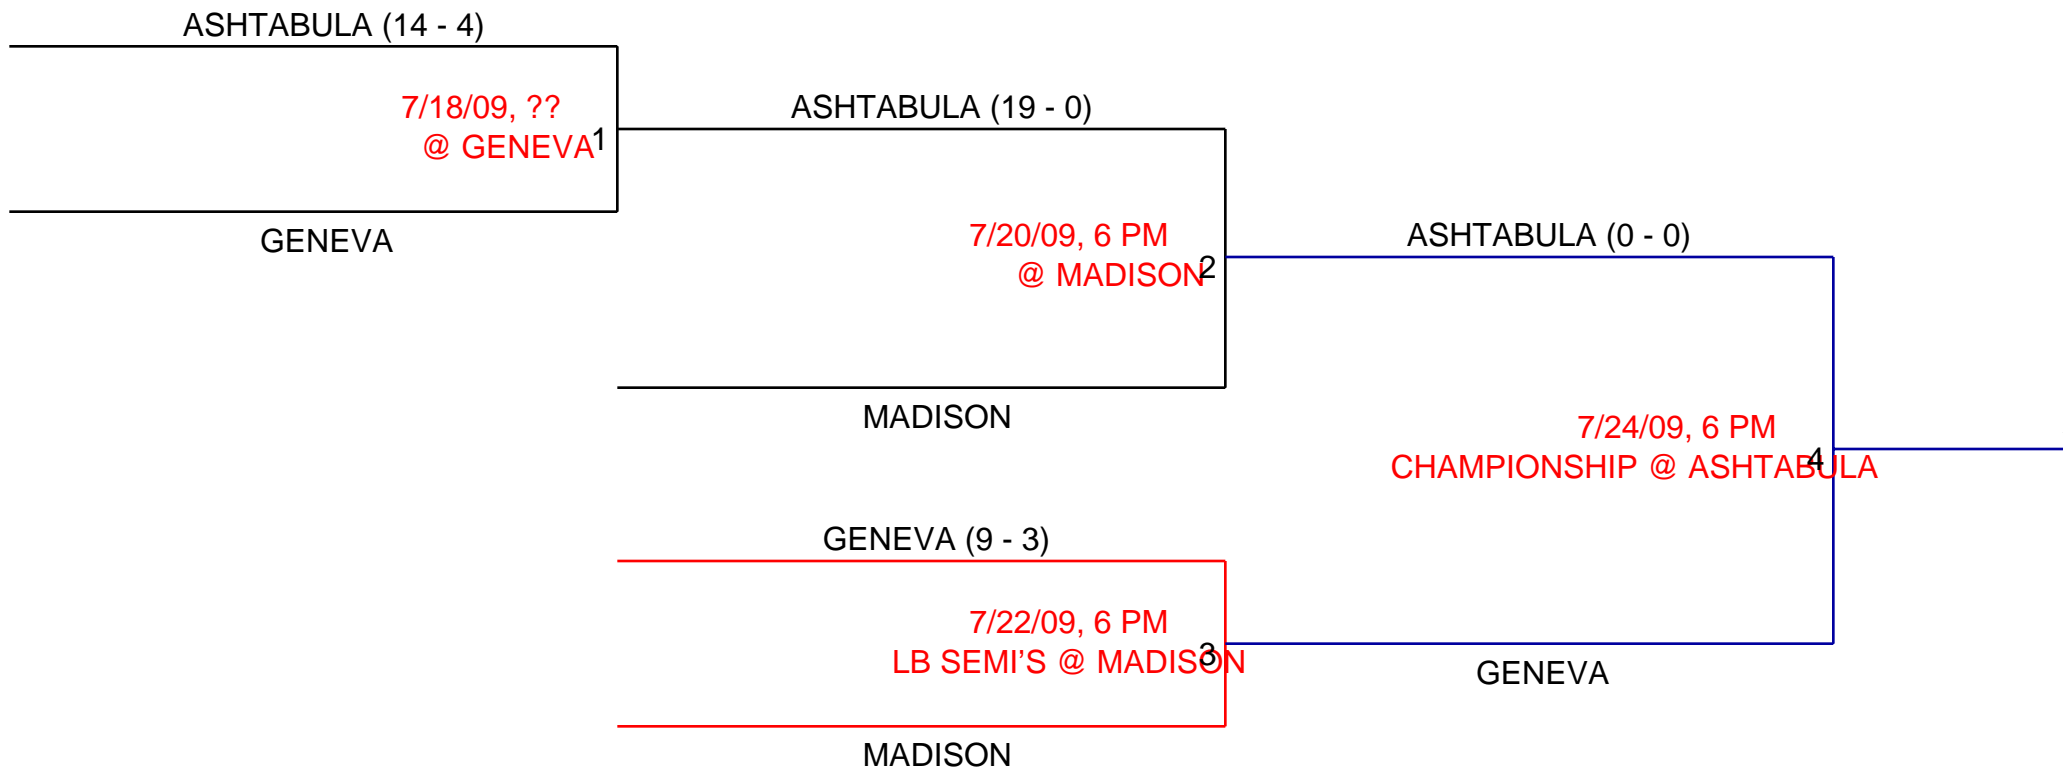 ASHTABULA (14 - 4)
7/18/09, ??
@ GENEVA
1
GENEVA
ASHTABULA (19 - 0)
7/20/09, 6 PM
@ MADISON
2
MADISON
ASHTABULA (0 - 0)
7/24/09, 6 PM
CHAMPIONSHIP @ ASHTABULA
4
GENEVA (9 - 3)
7/22/09, 6 PM
LB SEMI'S @ MADISON
3
MADISON
GENEVA